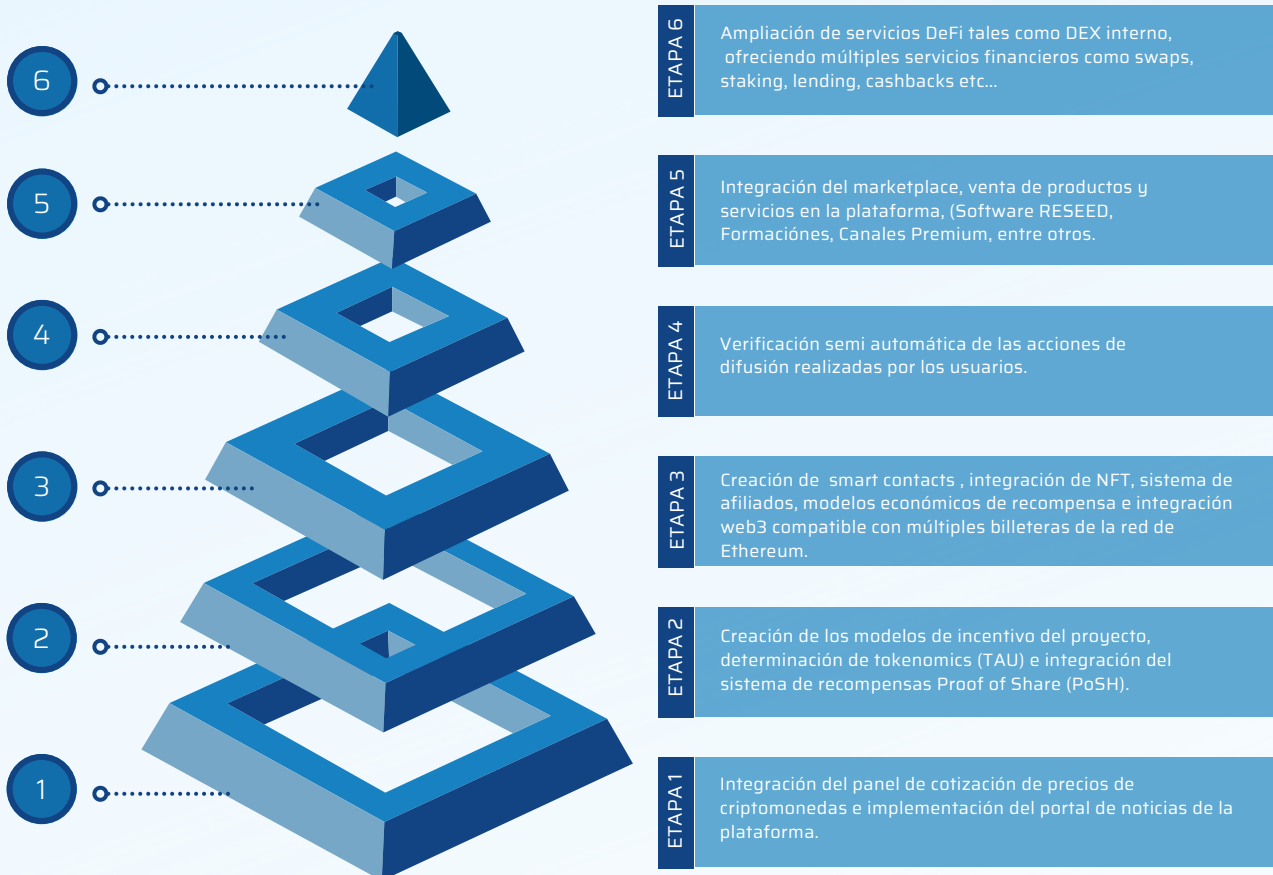 6
ETAPA 6
Ampliación de servicios DeFi tales como DEX interno,
ofreciendo múltiples servicios financieros como swaps,
staking, lending, cashbacks etc...
5
ETAPA 5
Integración del marketplace, venta de productos y
servicios en la plataforma, (Software RESEED,
Formaciónes, Canales Premium, entre otros.
4
ETAPA 4
Verificación semi automática de las acciones de
difusión realizadas por los usuarios.
3
ETAPA 3
Creación de smart contacts , integración de NFT, sistema de
afiliados, modelos económicos de recompensa e integración
web3 compatible con múltiples billeteras de la red de
Ethereum.
2
ETAPA 2
Creación de los modelos de incentivo del proyecto,
determinación de tokenomics (TAU) e integración del
sistema de recompensas Proof of Share (PoSH).
1
ETAPA 1
Integración del panel de cotización de precios de
criptomonedas e implementación del portal de noticias de la
plataforma.